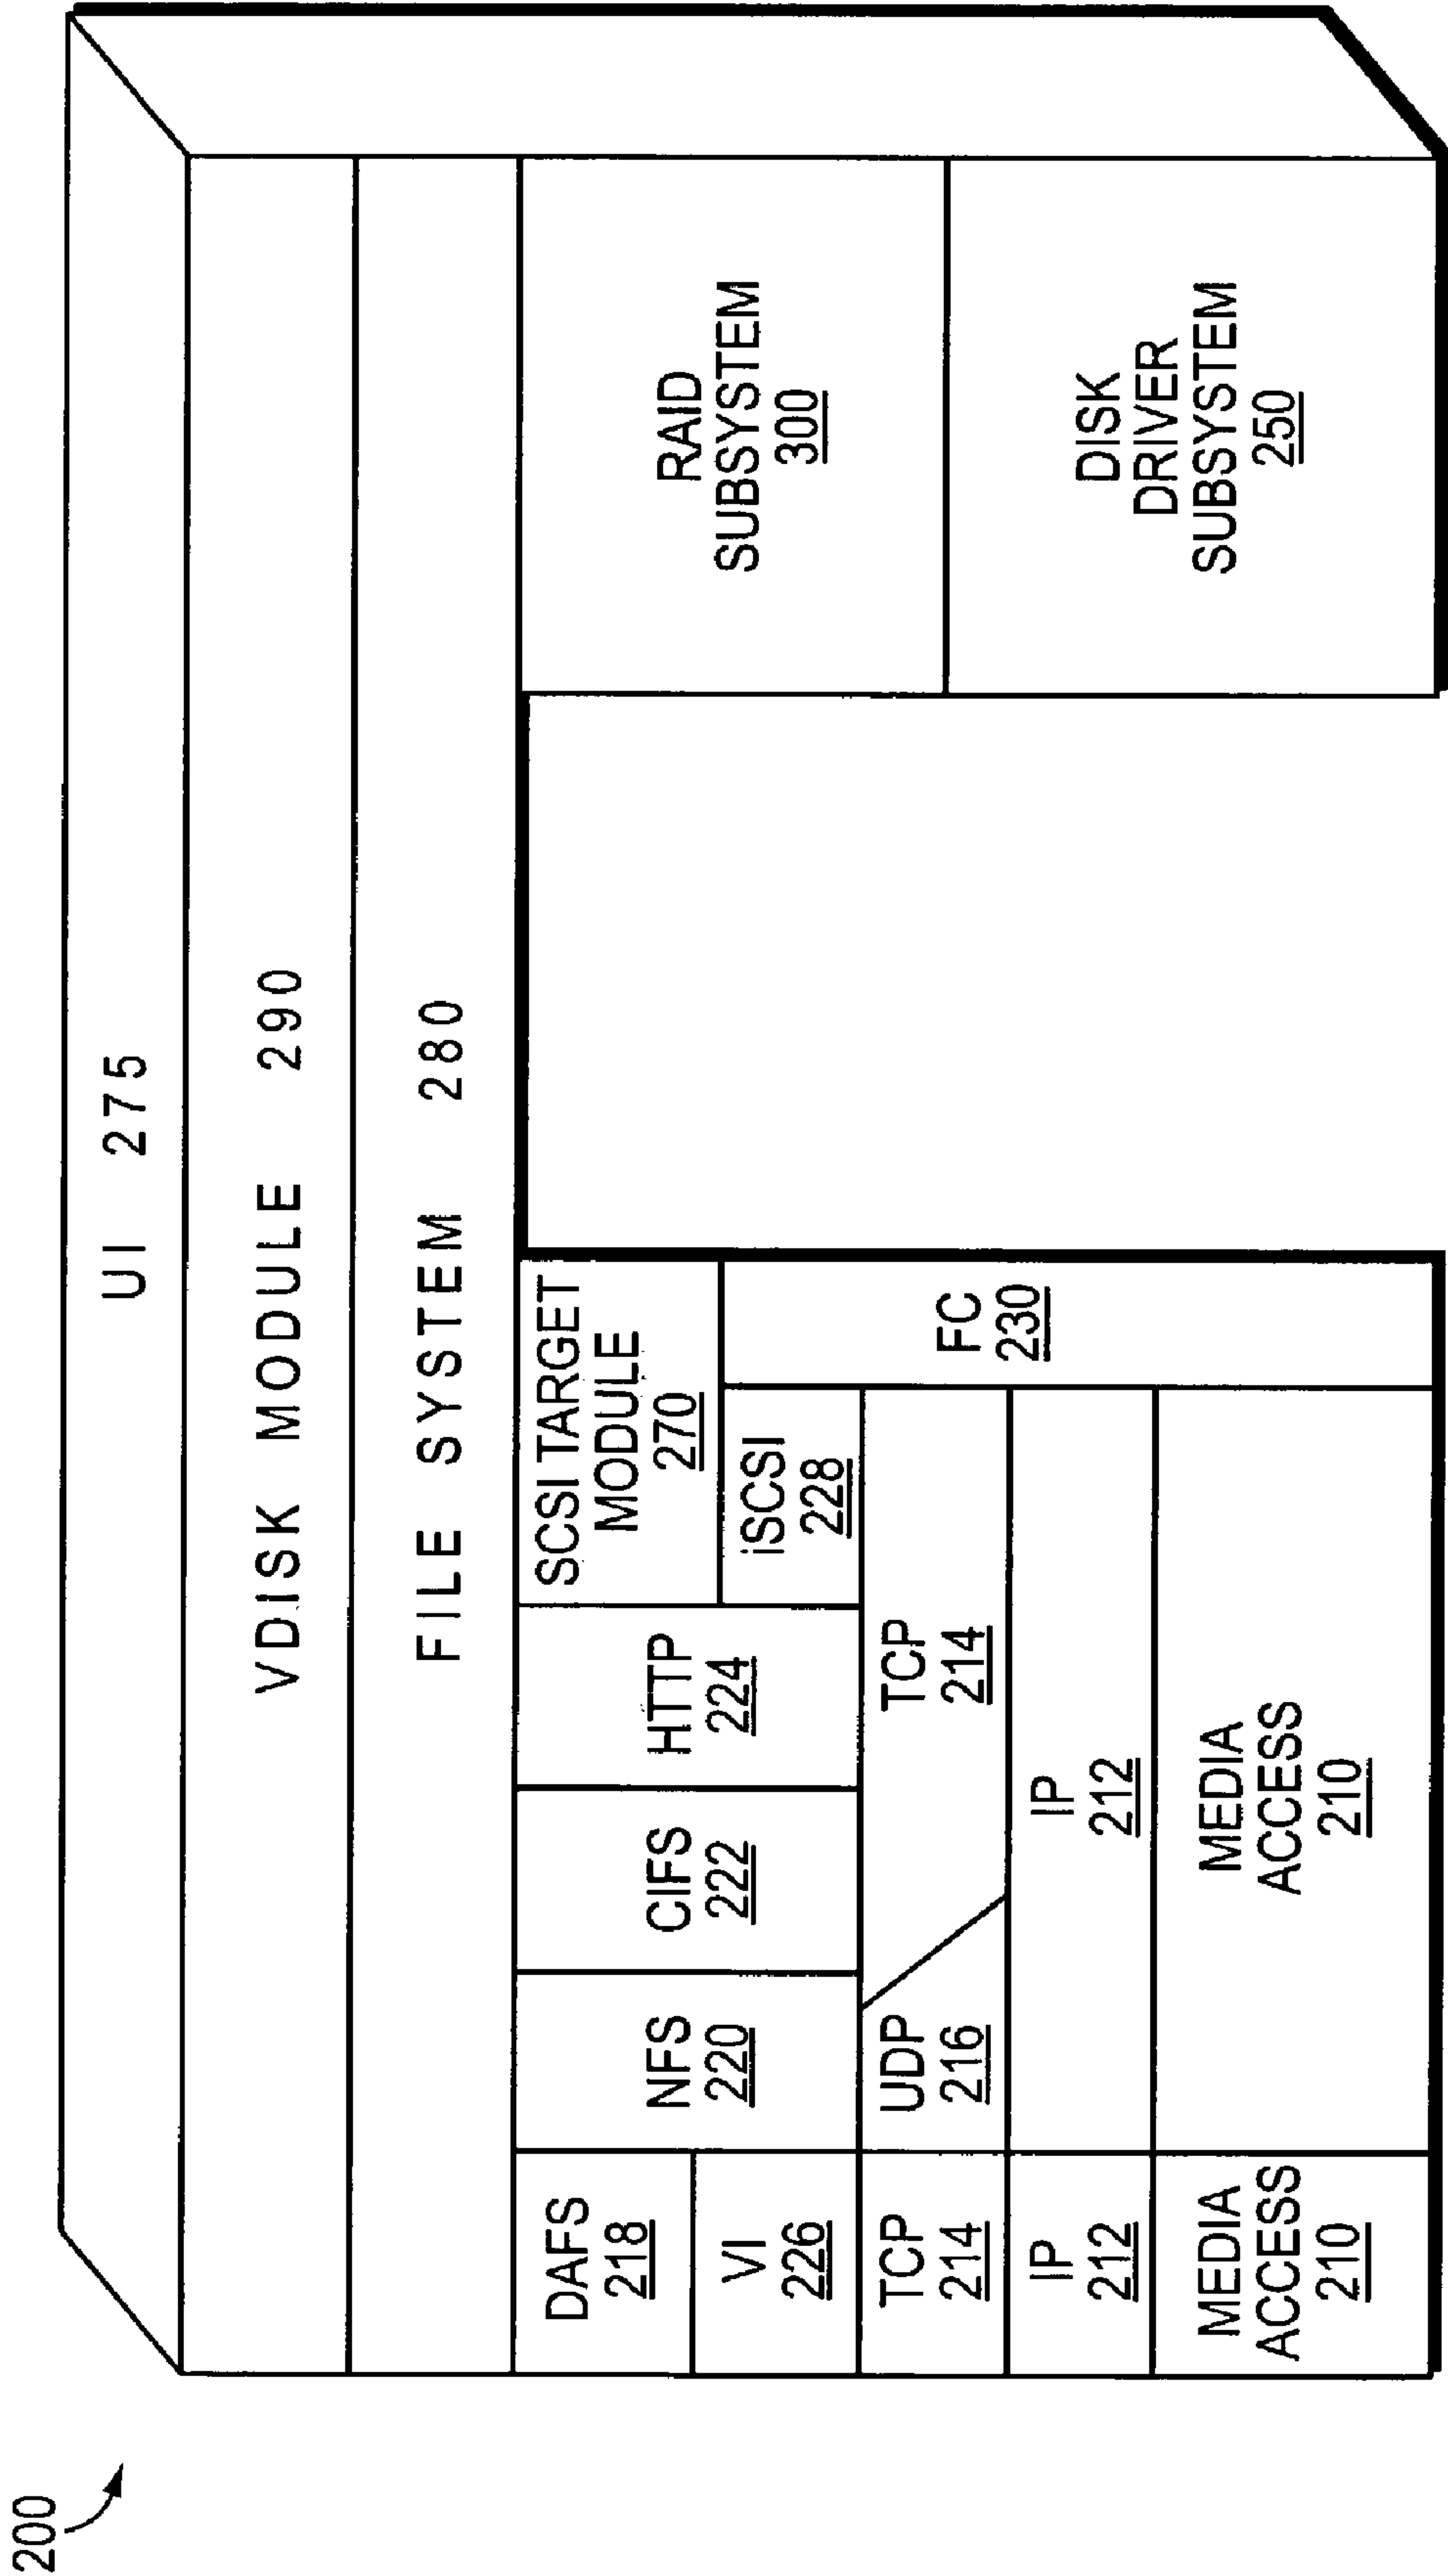 200
UI 275
VDISK MODULE 290
FILE SYSTEM 280
DAFS
218
VI
226
TCP
214
IP
212
MEDIA
ACCESS
210
NFS
220
CIFS
222
HTTP
224
SCSI TARGET
MODULE
270
iSCSI
228
FC
230
UDP
216
TCP
214
IP
212
MEDIA
ACCESS
210
RAID
SUBSYSTEM
300
DISK
DRIVER
SUBSYSTEM
250